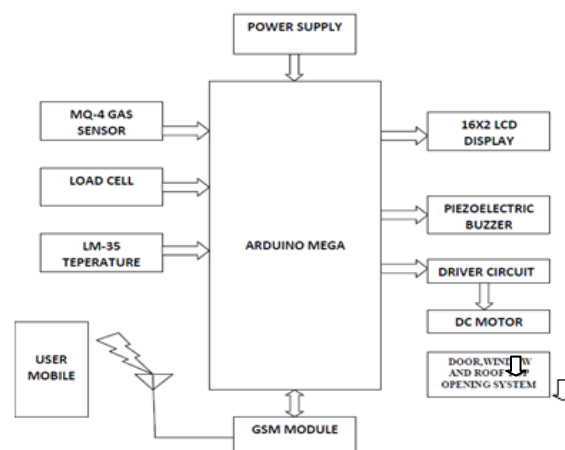 POWER SUPPLY
MQ-4 GAS
SENSOR
LOAD CELL
LM-35
TEPERATURE
ARDUINO MEGA
16X2 LCD
DISPLAY
PIEZOELECTRIC
BUZZER
DRIVER CIRCUIT
DC MOTOR
USER
MOBILE
AND
OPENING SYSTEM
GSM MODULE